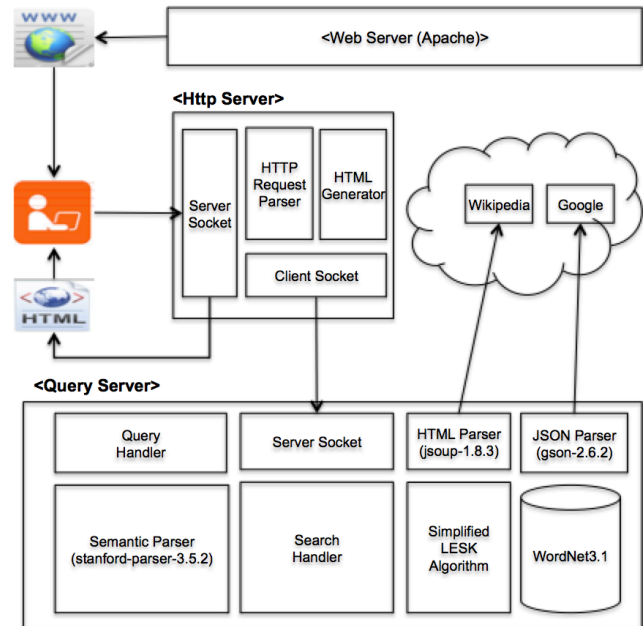 WWW
<Web Server (Apache)>
<Http Server>
Server
Socket
HTTP
Request
Parser
HTML
Generator
Client Socket
Wikipedia
Google
< >
HTML
<Query Server>
Query
Handler
Server Socket
HTML Parser
(jsoup-1.8.3)
JSON Parser
(gson-2.6.2)
Semantic Parser
(stanford-parser-3.5.2)
Search
Handler
Simplified
LESK
Algorithm
WordNet3.1